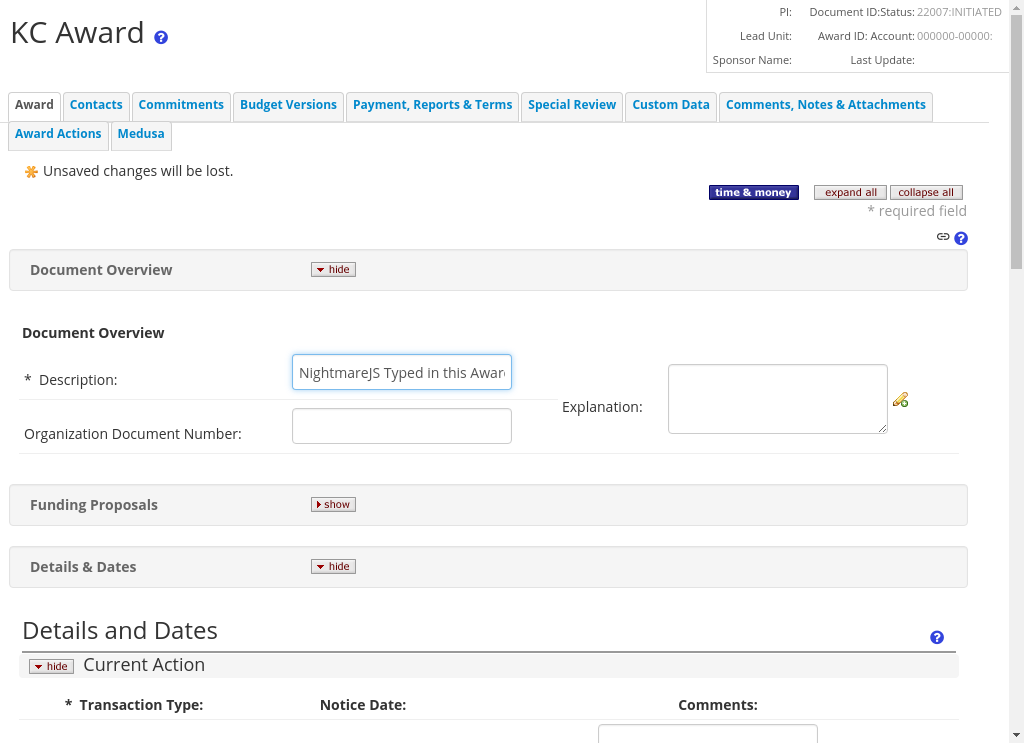 KC Award
PI: Document ID:Status: 22007:INITIATED
Lead Unit: Award ID: Account: 000000-00000:
Sponsor Name: Last Update:
Award Contacts Commitments Budget Versions Payment, Reports & Terms Special Review Custom Data Comments, Notes & Attachments
Award Actions Medusa
Unsaved changes will be lost.
time & money expand all collapse all
* required field
Document Overview hide
Document Overview
* Description: NightmareJS Typed in this Awar
Explanation:
Organization Document Number:
Funding Proposals show
Details & Dates hide
Details and Dates
hide Current Action
* Transaction Type: Notice Date: Comments: